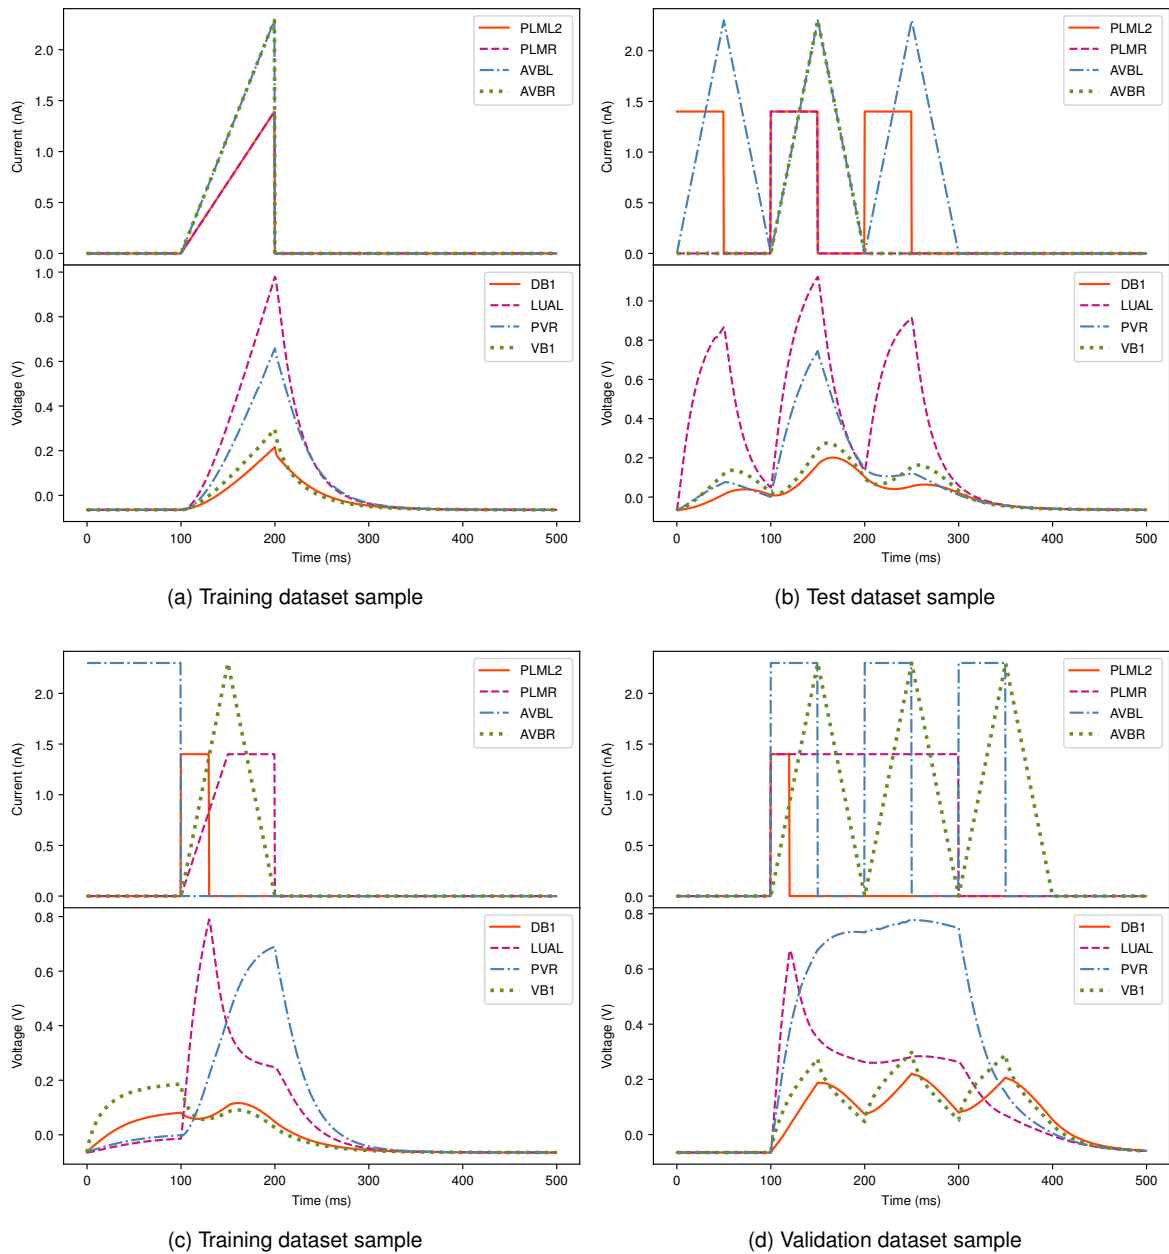 2.0
1.5
1.0
0.5
0.0
Current (nA)
PLML2
PLMR
AVBL
AVBR
1.0
0.8
0.6
0.4
0.2
0.0
Voltage (V)
DB1
LUAL
PVR
VB1
0 100 200 300 400 500
Time (ms)
(a) Training dataset sample
2.0
1.5
1.0
0.5
0.0
Current (nA)
PLML2
PLMR
AVBL
AVBR
1.0
0.8
0.6
0.4
0.2
0.0
Voltage (V)
DB1
LUAL
PVR
VB1
0 100 200 300 400 500
Time (ms)
(b) Test dataset sample
2.0
1.5
1.0
0.5
0.0
Current (nA)
PLML2
PLMR
AVBL
AVBR
0.8
0.6
0.4
0.2
0.0
Voltage (V)
DB1
LUAL
PVR
VB1
0 100 200 300 400 500
Time (ms)
(c) Training dataset sample
2.0
1.5
1.0
0.5
0.0
Current (nA)
PLML2
PLMR
AVBL
AVBR
0.8
0.6
0.4
0.2
0.0
Voltage (V)
DB1
LUAL
PVR
VB1
0 100 200 300 400 500
Time (ms)
(d) Validation dataset sample